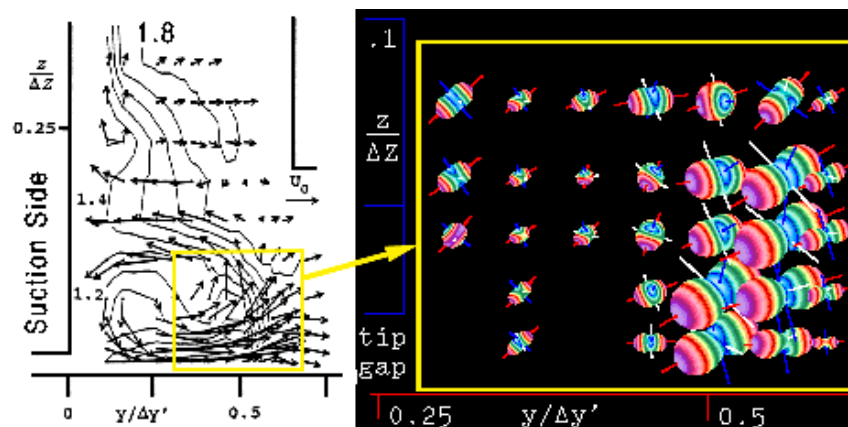 1.8
z
ΔZ
0.25
Suction Side
1.4
U₀
1.2
0
y/Δy'
0.5
.1
z
ΔZ
tip
gap
0.25
y/Δy'
0.5